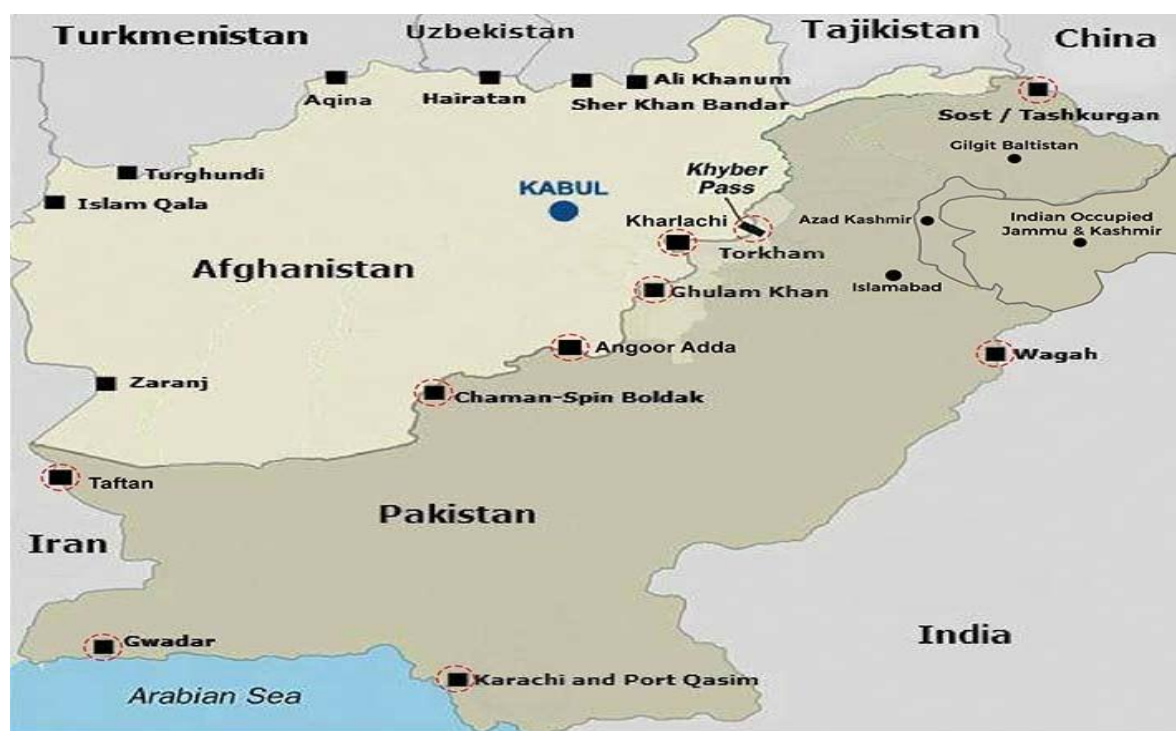 Turkmenistan
Uzbekistan
Tajikistan
China
Aqina
Hairatan
Ali Khanum
Sher Khan Bandar
Sost / Tashkurgan
Gilgit Baltistan
Turghundi
Islam Qala
KABUL
Khyber
Pass
Kharlachi
Torkham
Azad Kashmir
Indian Occupied
Jammu & Kashmir
Afghanistan
Ghulam Khan
Islamabad
Angoor Adda
Wagah
Zaranj
Chaman-Spin Boldak
Taftan
Pakistan
Iran
Gwadar
India
Arabian Sea
Karachi and Port Qasim